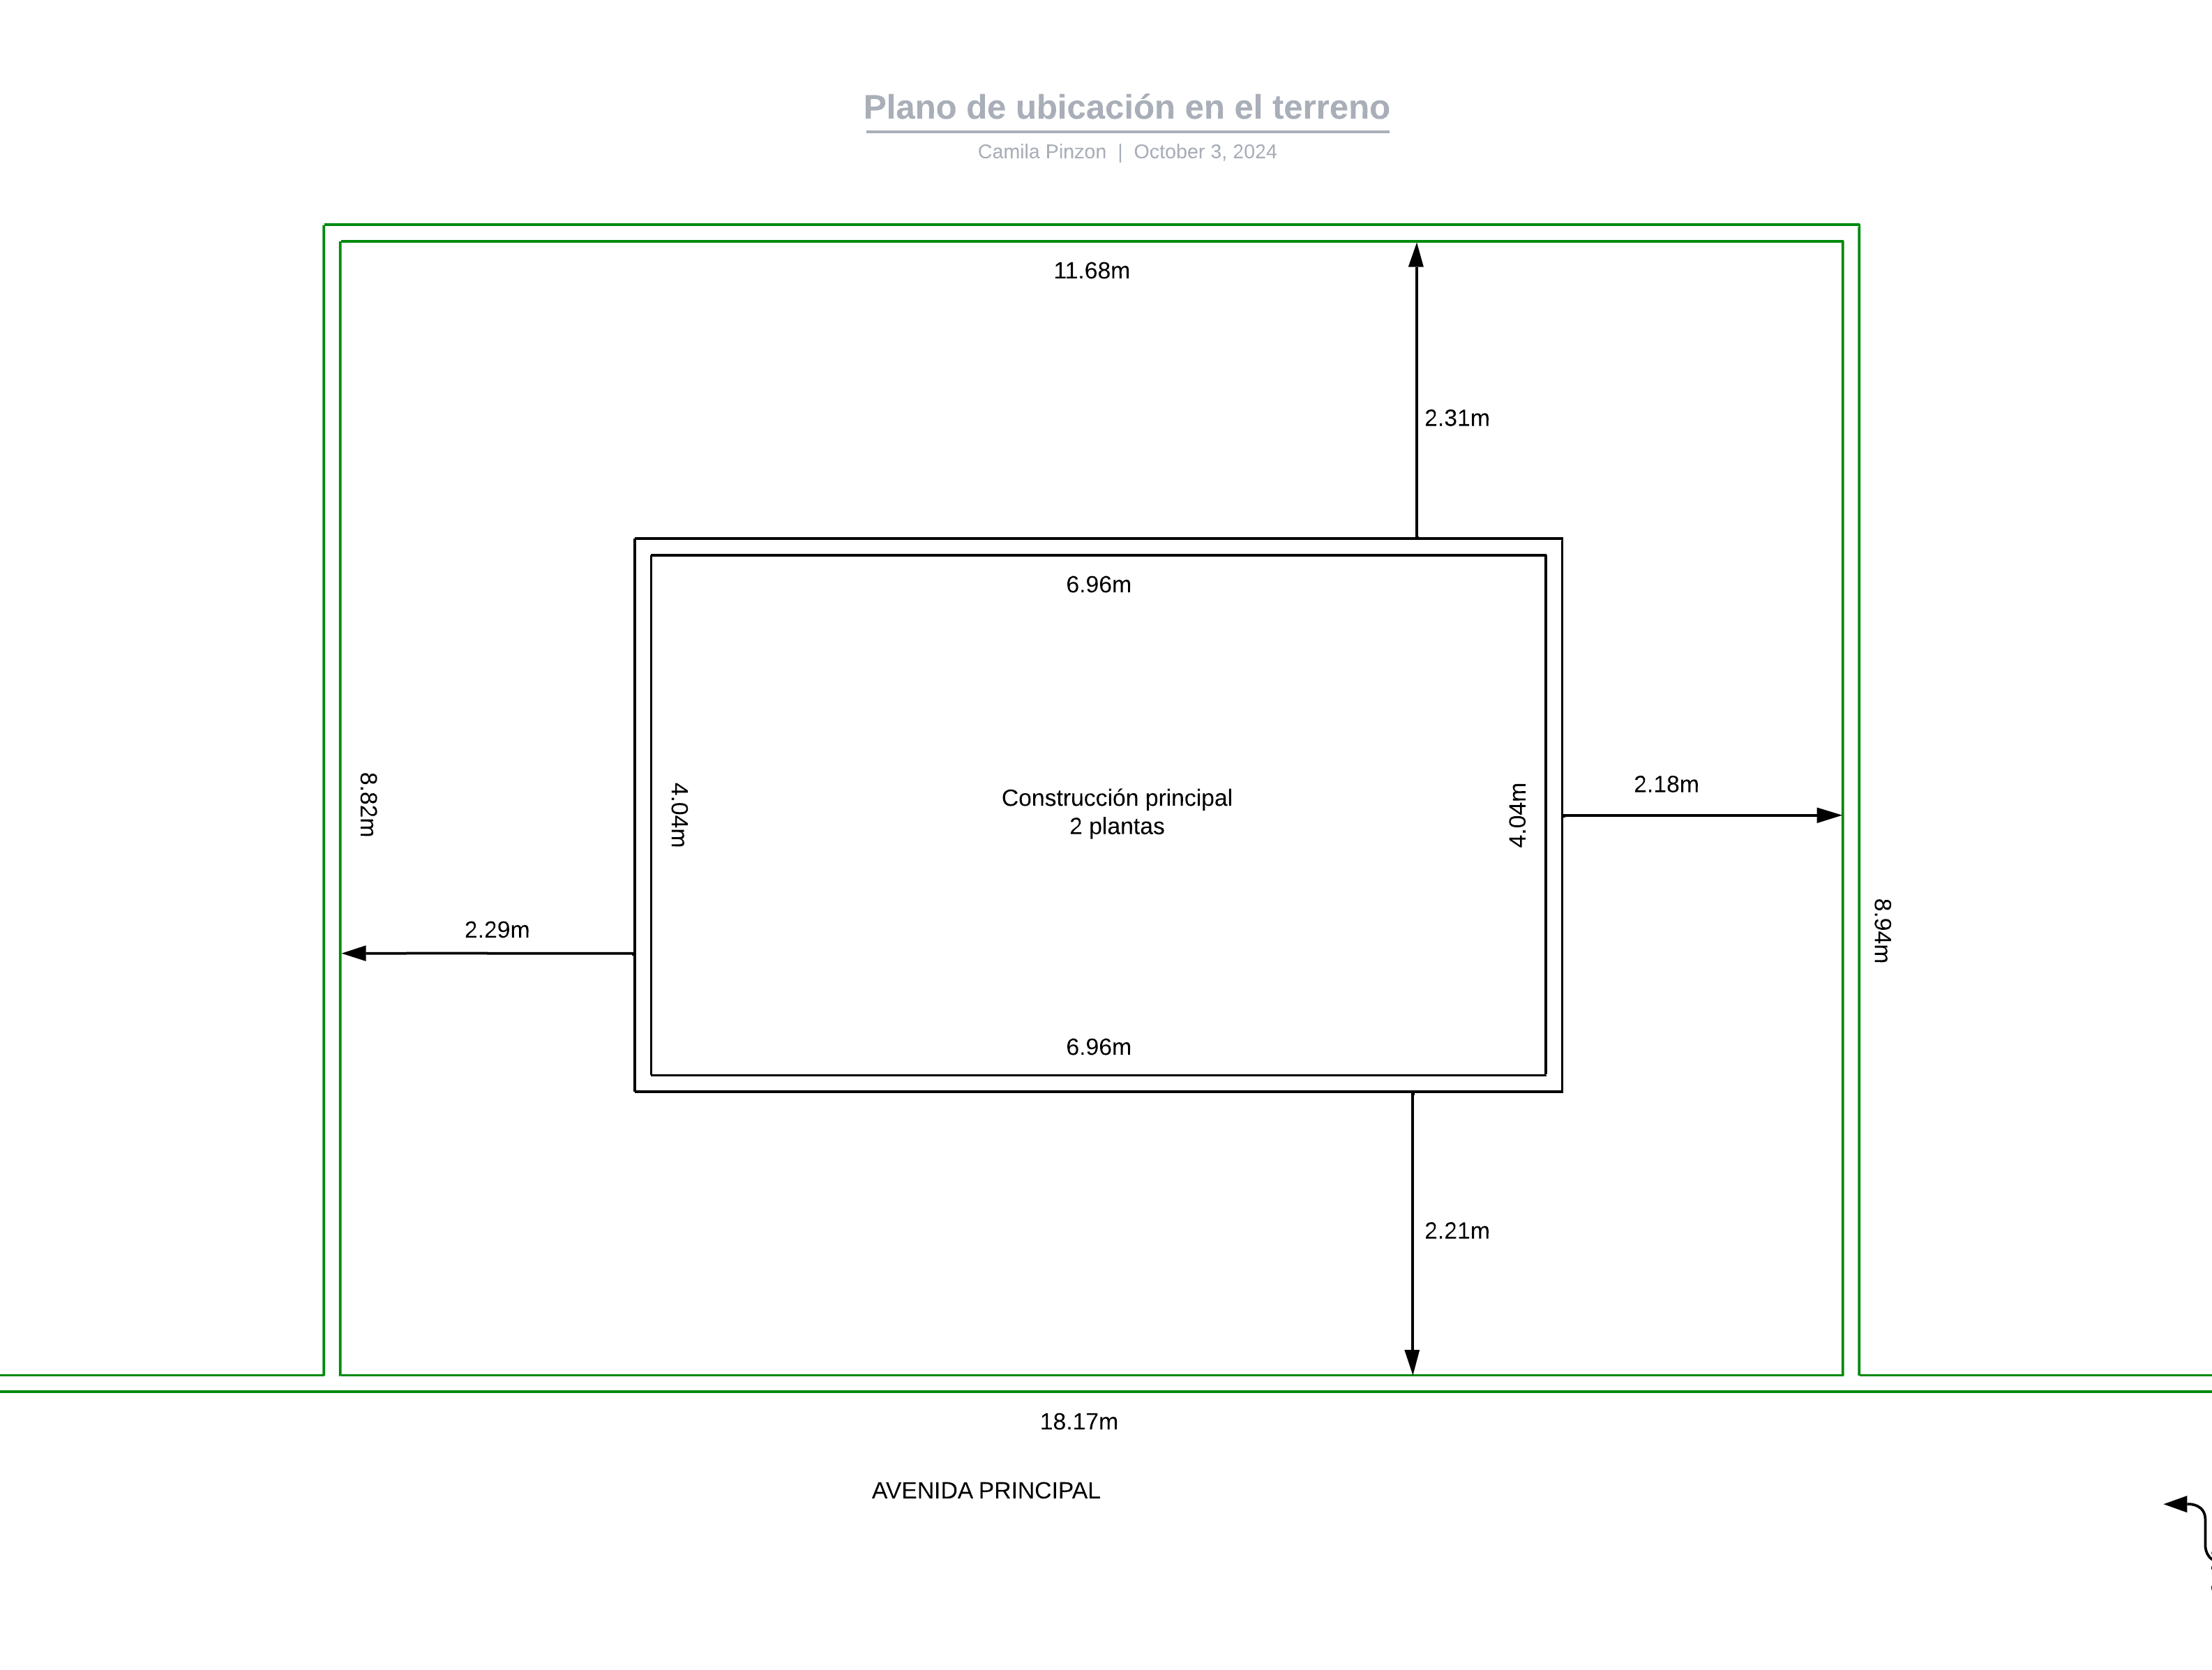 Plano de ubicación en el terreno
Camila Pinzon | October 3, 2024
11.68m
2.31m
6.96m
8.82m
4.04m
Construcción principal
2 plantas
4.04m
2.18m
2.29m
8.94m
6.96m
2.21m
18.17m
AVENIDA PRINCIPAL